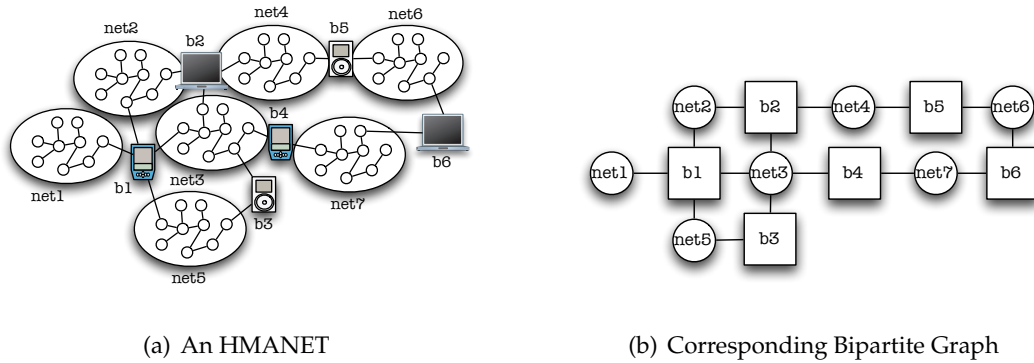 net2 b2 net4 b5 net6
b4
b6
net1 b1 net3 b3 net7
net5
net2 b2 net4 b5 net6
net1 b1 net3 b4 net7 b6
net5 b3
(a) An HMANET
(b) Corresponding Bipartite Graph